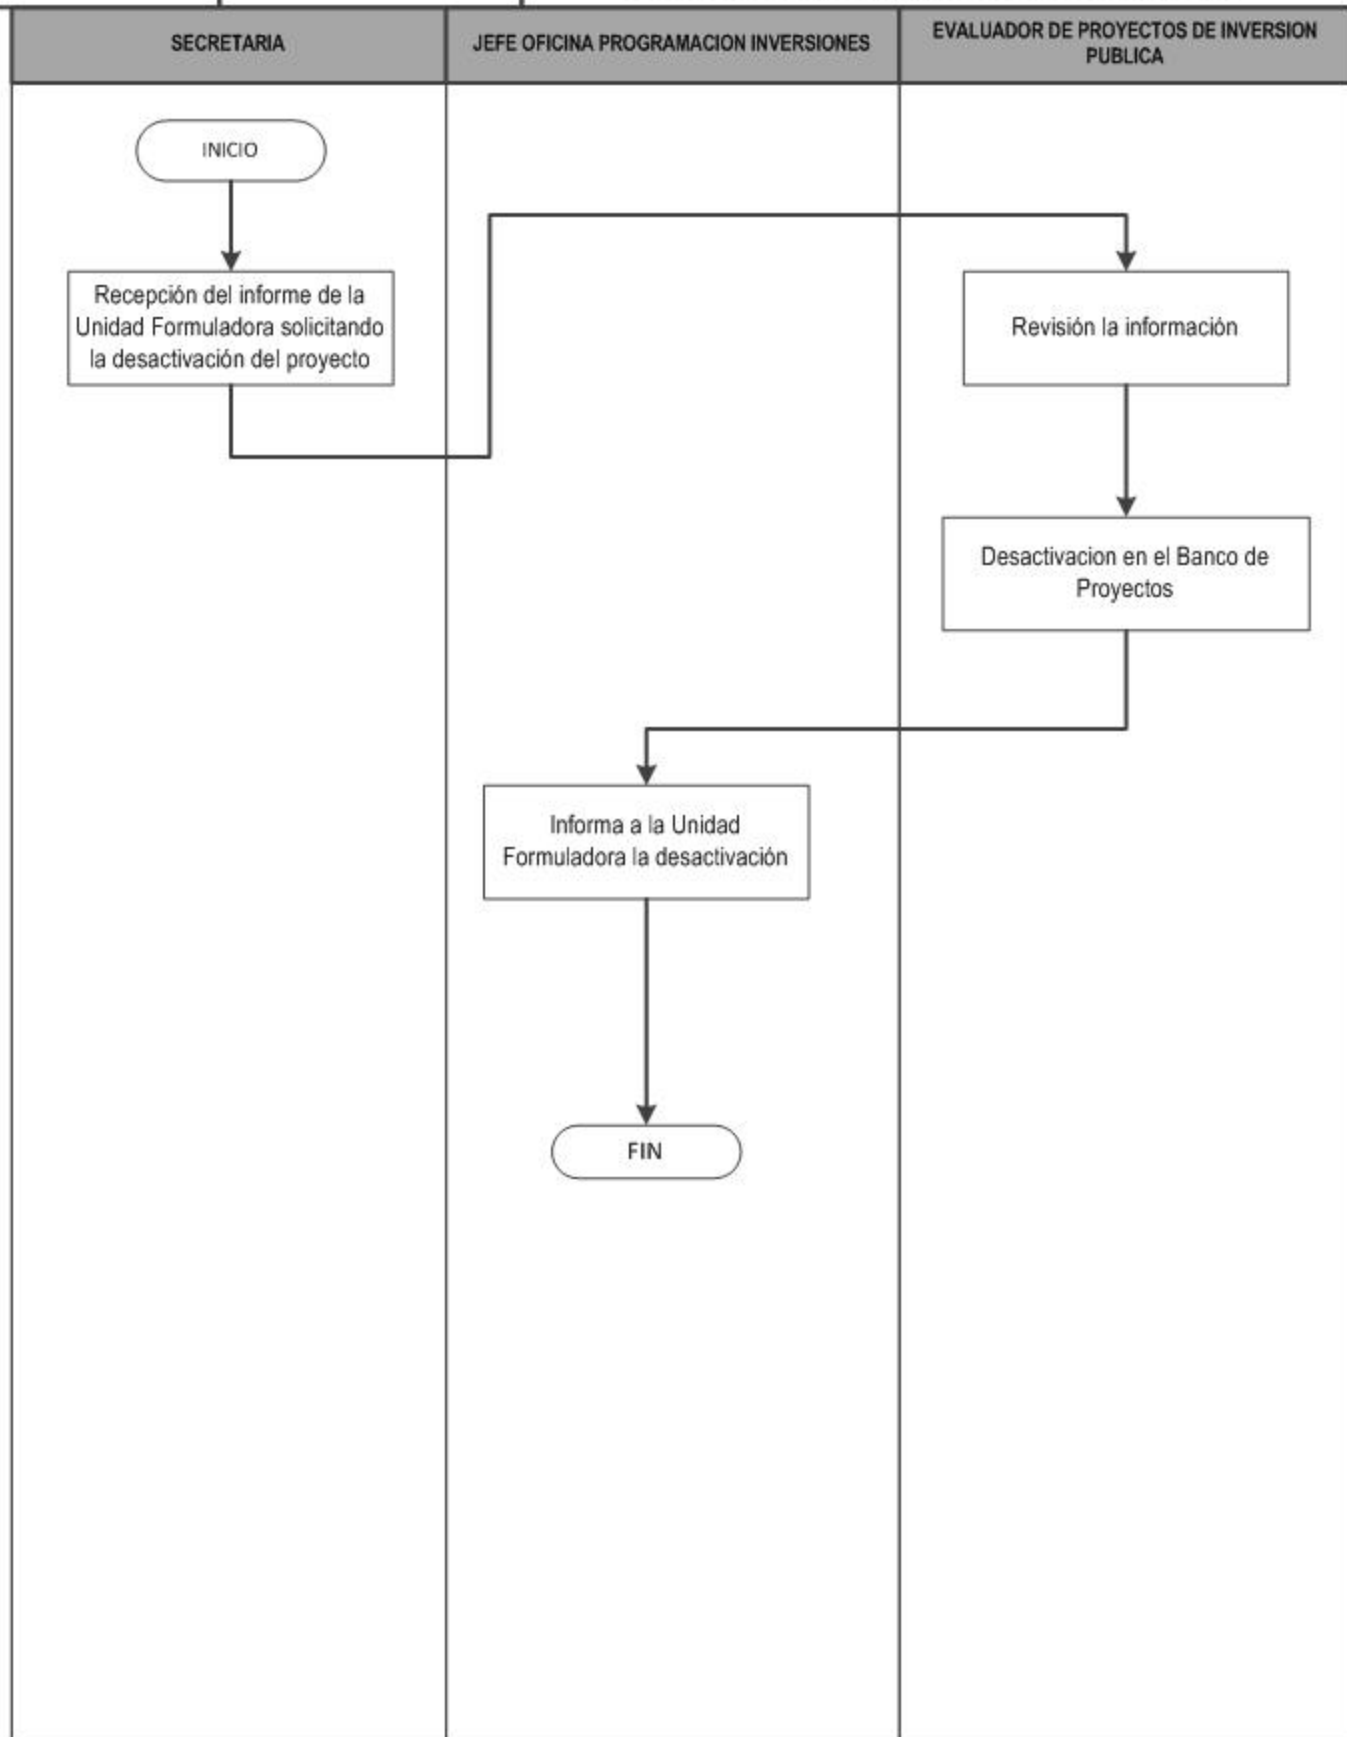 SECRETARIA
JEFE OFICINA PROGRAMACION INVERSIONES
EVALUADOR DE PROYECTOS DE INVERSION
PUBLICA
INICIO
Recepción del informe de la
Unidad Formuladora solicitando
la desactivación del proyecto
Revisión la información
Desactivacion en el Banco de
Proyectos
Informa a la Unidad
Formuladora la desactivación
FIN